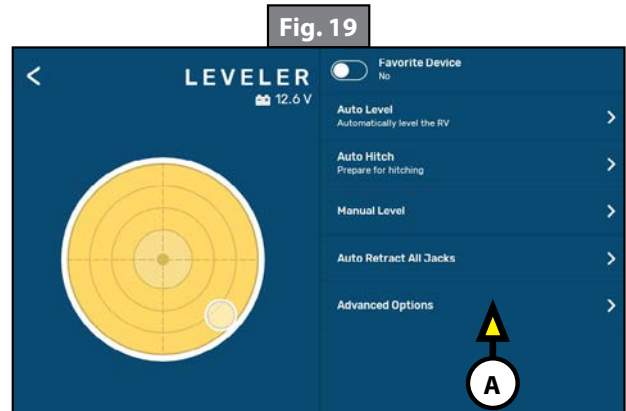 Fig. 19
<
LEVELER
12.6 V
Favorite Device
No
Auto Level
Automatically level the RV
>
Auto Hitch
Prepare for hitching
>
Manual Level
>
Auto Retract All Jacks
>
Advanced Options
>
A